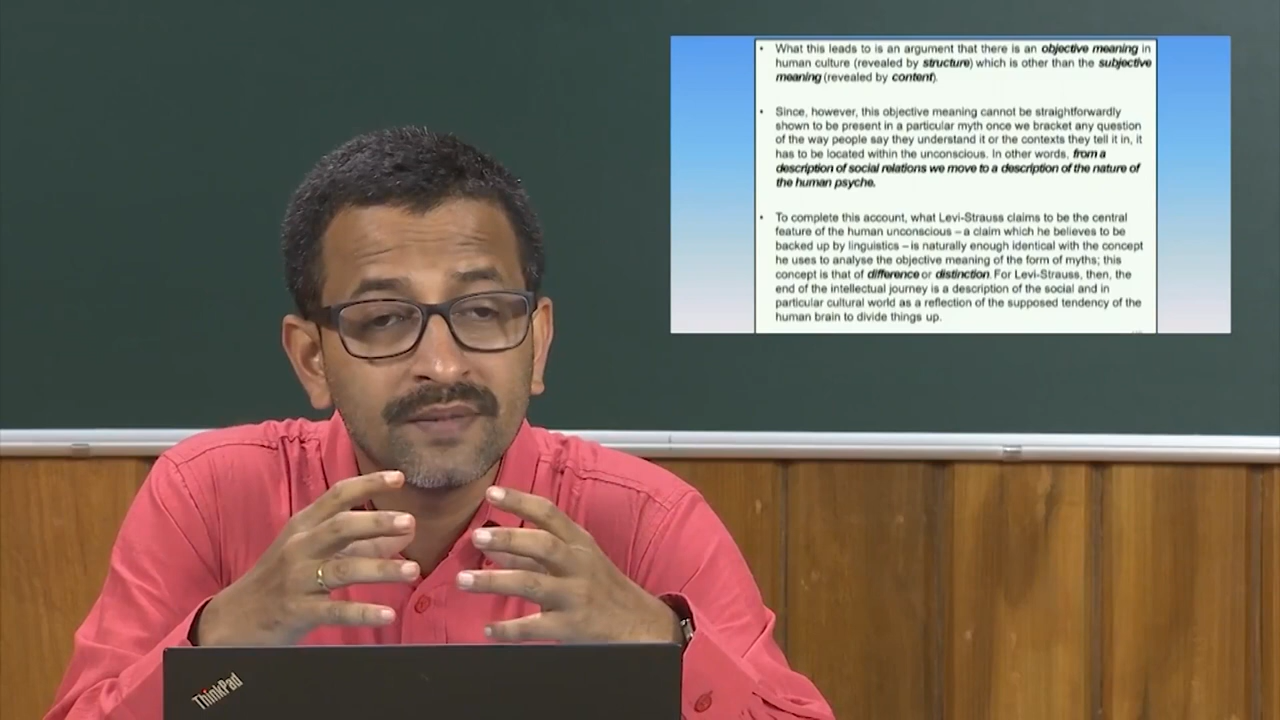 • What this leads to is an argument that there is an objective meaning in
human culture (revealed by structure) which is other than the subjective
meaning (revealed by content).
• Since, however, this objective meaning cannot be straightforwardly
shown to be present in a particular myth once we bracket any question
of the way people say they understand it or the contexts they tell it in, it
has to be located within the unconscious. In other words, from a
description of social relations we move to a description of the nature of
the human psyche.
• To complete this account, what Levi-Strauss claims to be the central
feature of the human unconscious – a claim which he believes to be
backed up by linguistics – is naturally enough identical with the concept
he uses to analyse the objective meaning of the form of myths; this
concept is that of difference or distinction. For Levi-Strauss, then, the
end of the intellectual journey is a description of the social and in
particular cultural world as a reflection of the supposed tendency of the
human brain to divide things up.
ThinkPad